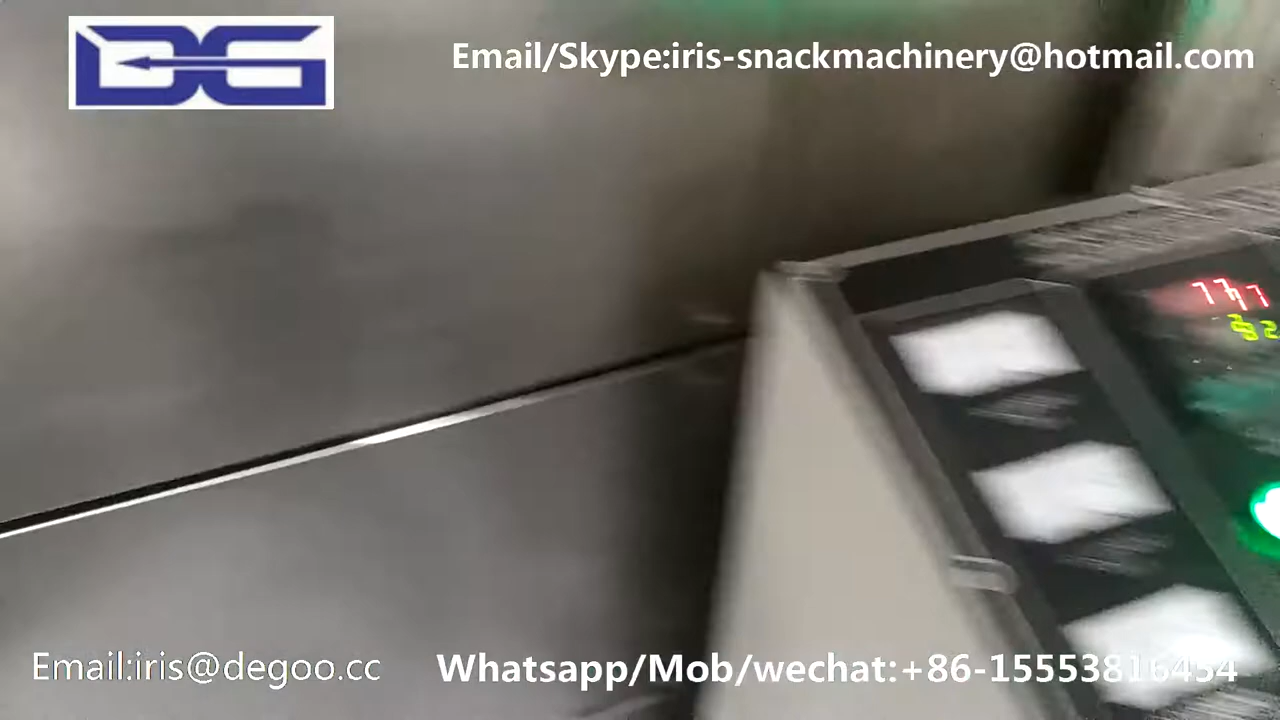 DG
Email/Skype:iris-snackmachinery@hotmail.com
Email:iris@degoo.cc
Whatsapp/Mob/wechat:+86-15553816454